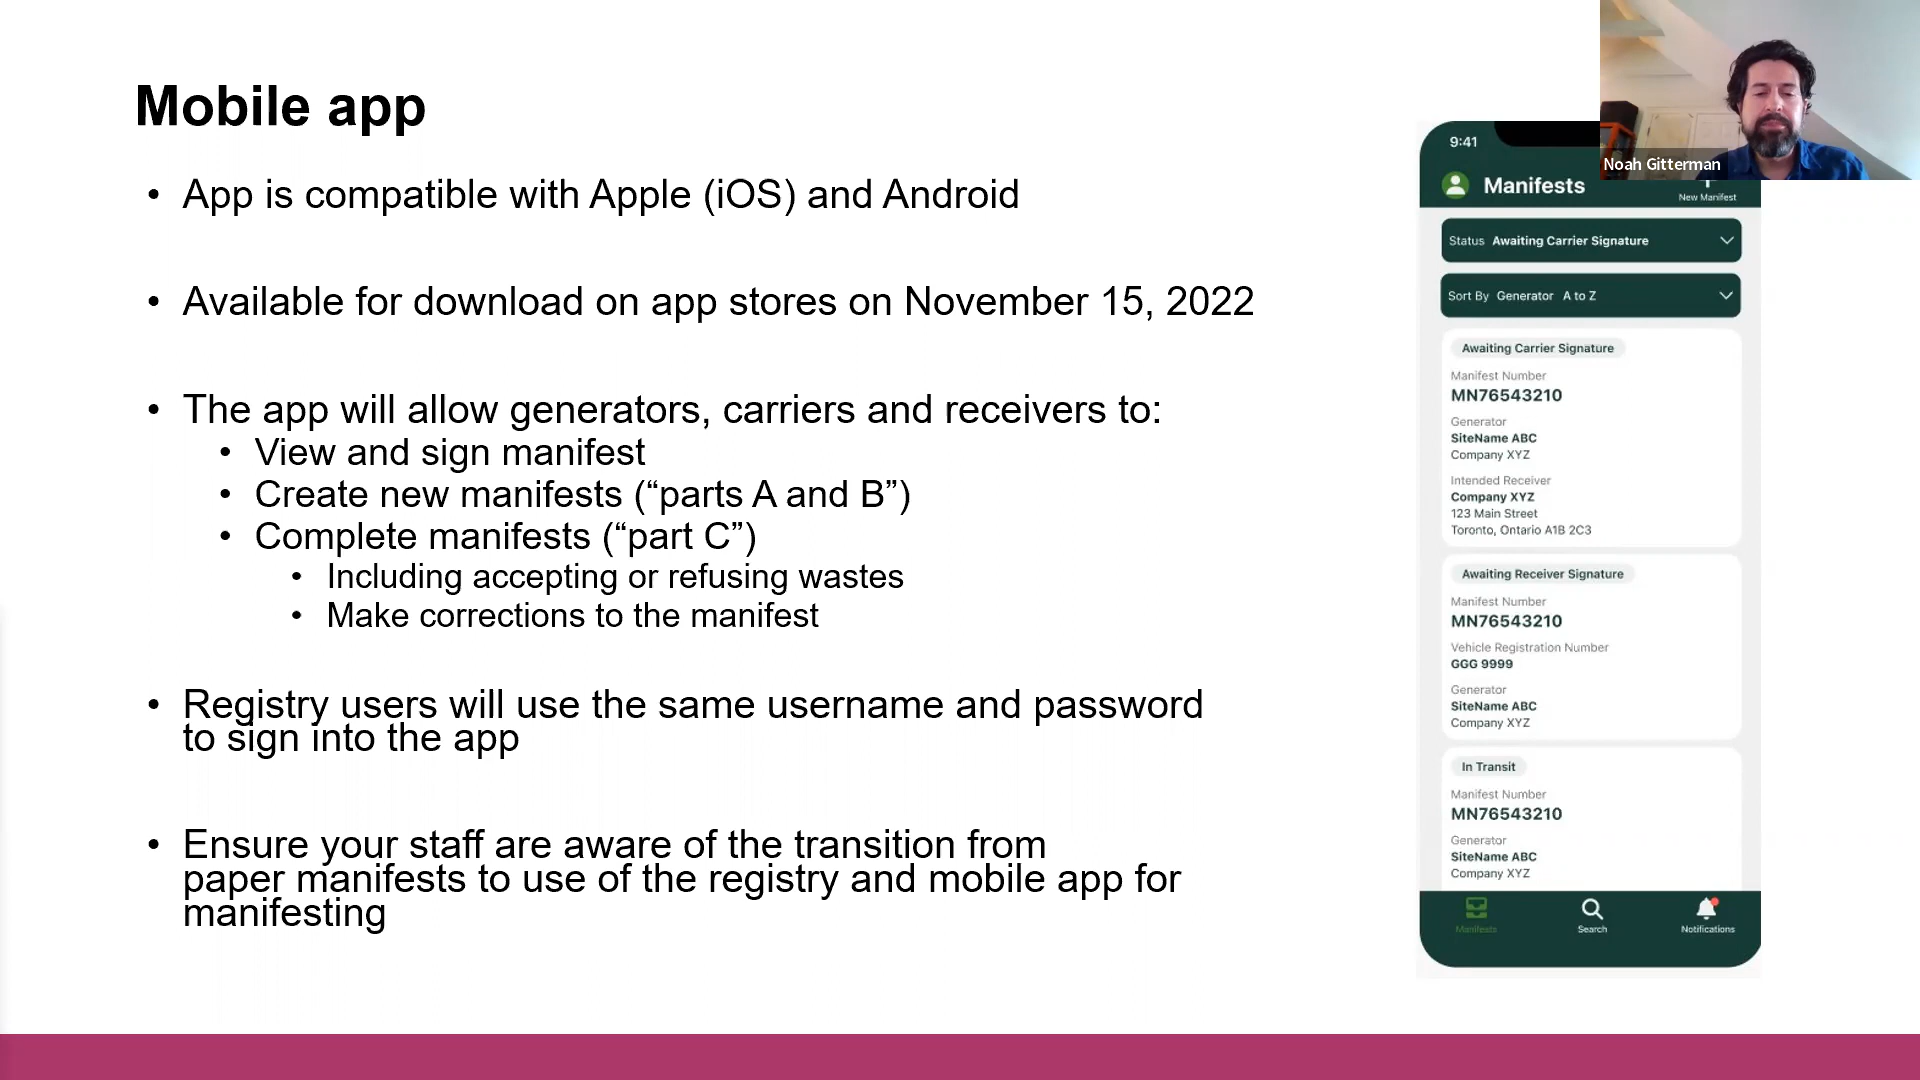 Mobile app
• App is compatible with Apple (iOS) and Android
• Available for download on app stores on November 15, 2022
• The app will allow generators, carriers and receivers to:
• View and sign manifest
• Create new manifests (“parts A and B”)
• Complete manifests (“part C”)
• Including accepting or refusing wastes
• Make corrections to the manifest
• Registry users will use the same username and password
to sign into the app
• Ensure your staff are aware of the transition from
paper manifests to use of the registry and mobile app for
manifesting
Noah Gitterman
9:41
Manifests
New Manifest
Status Awaiting Carrier Signature
Sort By Generator A to Z
Awaiting Carrier Signature
Manifest Number
MN76543210
Generator
SiteName ABC
Company XYZ
Intended Receiver
Company XYZ
123 Main Street
Toronto, Ontario A1B 2C3
Awaiting Receiver Signature
Manifest Number
MN76543210
Vehicle Registration Number
GGG 9999
Generator
SiteName ABC
Company XYZ
In Transit
Manifest Number
MN76543210
Generator
SiteName ABC
Company XYZ
Manifests
Search
Notifications